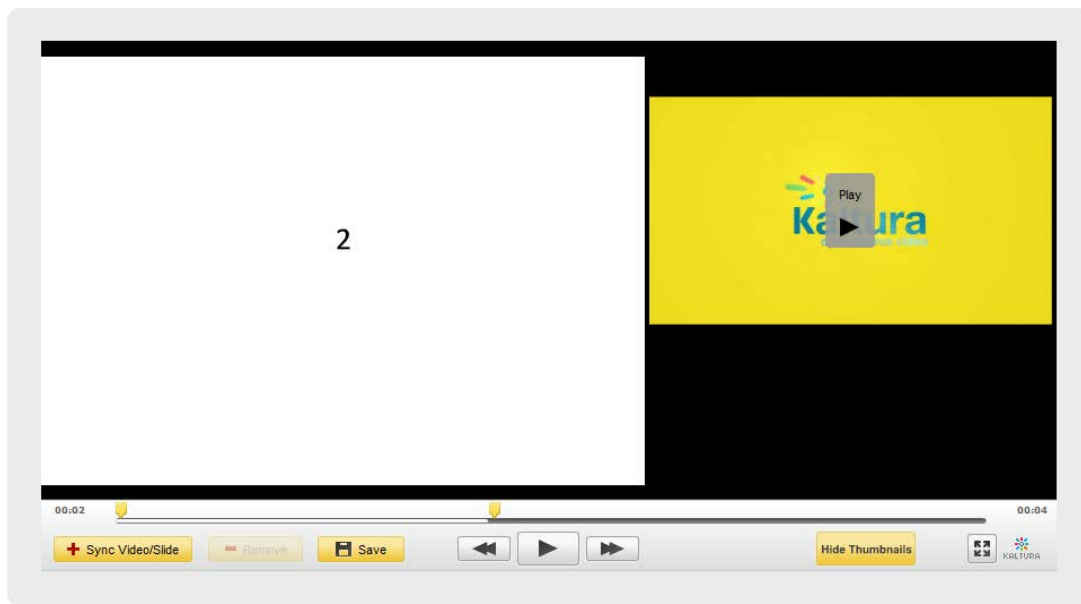 2
Play
Kaltura
00:02
00:04
Sync Video/Slide
Remove
Save
Hide Thumbnails
KALTURA